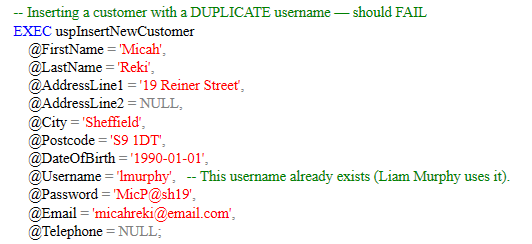 -- Inserting a customer with a DUPLICATE username — should FAIL
EXEC uspInsertNewCustomer
@FirstName = 'Micah',
@LastName = 'Reki',
@AddressLine1 = '19 Reiner Street',
@AddressLine2 = NULL,
@City = 'Sheffield',
@Postcode = 'S9 1DT',
@DateOfBirth = '1990-01-01',
@Username = 'lmurphy', -- This username already exists (Liam Murphy uses it).
@Password = 'MicP@sh19',
@Email = 'micahreki@email.com',
@Telephone = NULL;